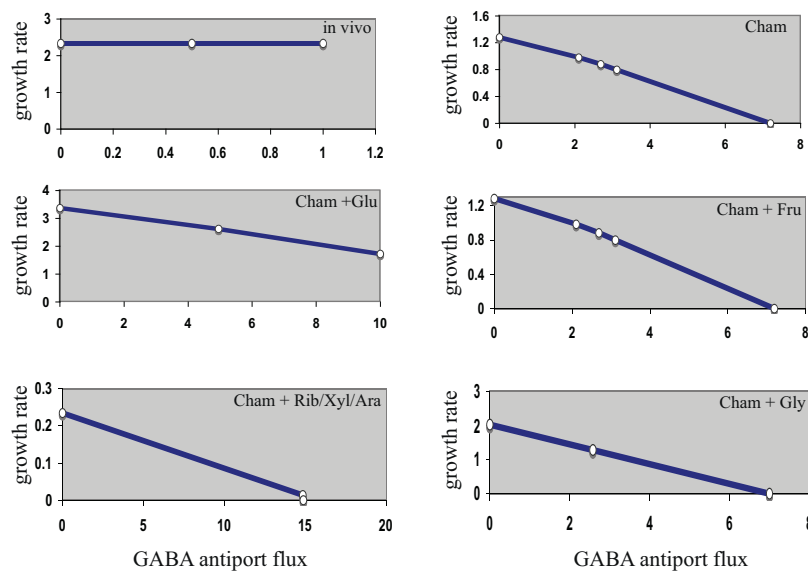 in vivo
growth rate
3
2
1
0
0 0.2 0.4 0.6 0.8 1 1.2
Cham
growth rate
1.6
1.2
0.8
0.4
0
0 2 4 6 8
Cham +Glu
growth rate
4
3
2
1
0
0 2 4 6 8 10
Cham + Fru
growth rate
1.2
0.8
0.4
0
0 2 4 6 8
Cham + Rib/Xyl/Ara
growth rate
0.3
0.2
0.1
0
0 5 10 15 20
GABA antiport flux
Cham + Gly
growth rate
3
2
1
0
0 2 4 6 8
GABA antiport flux